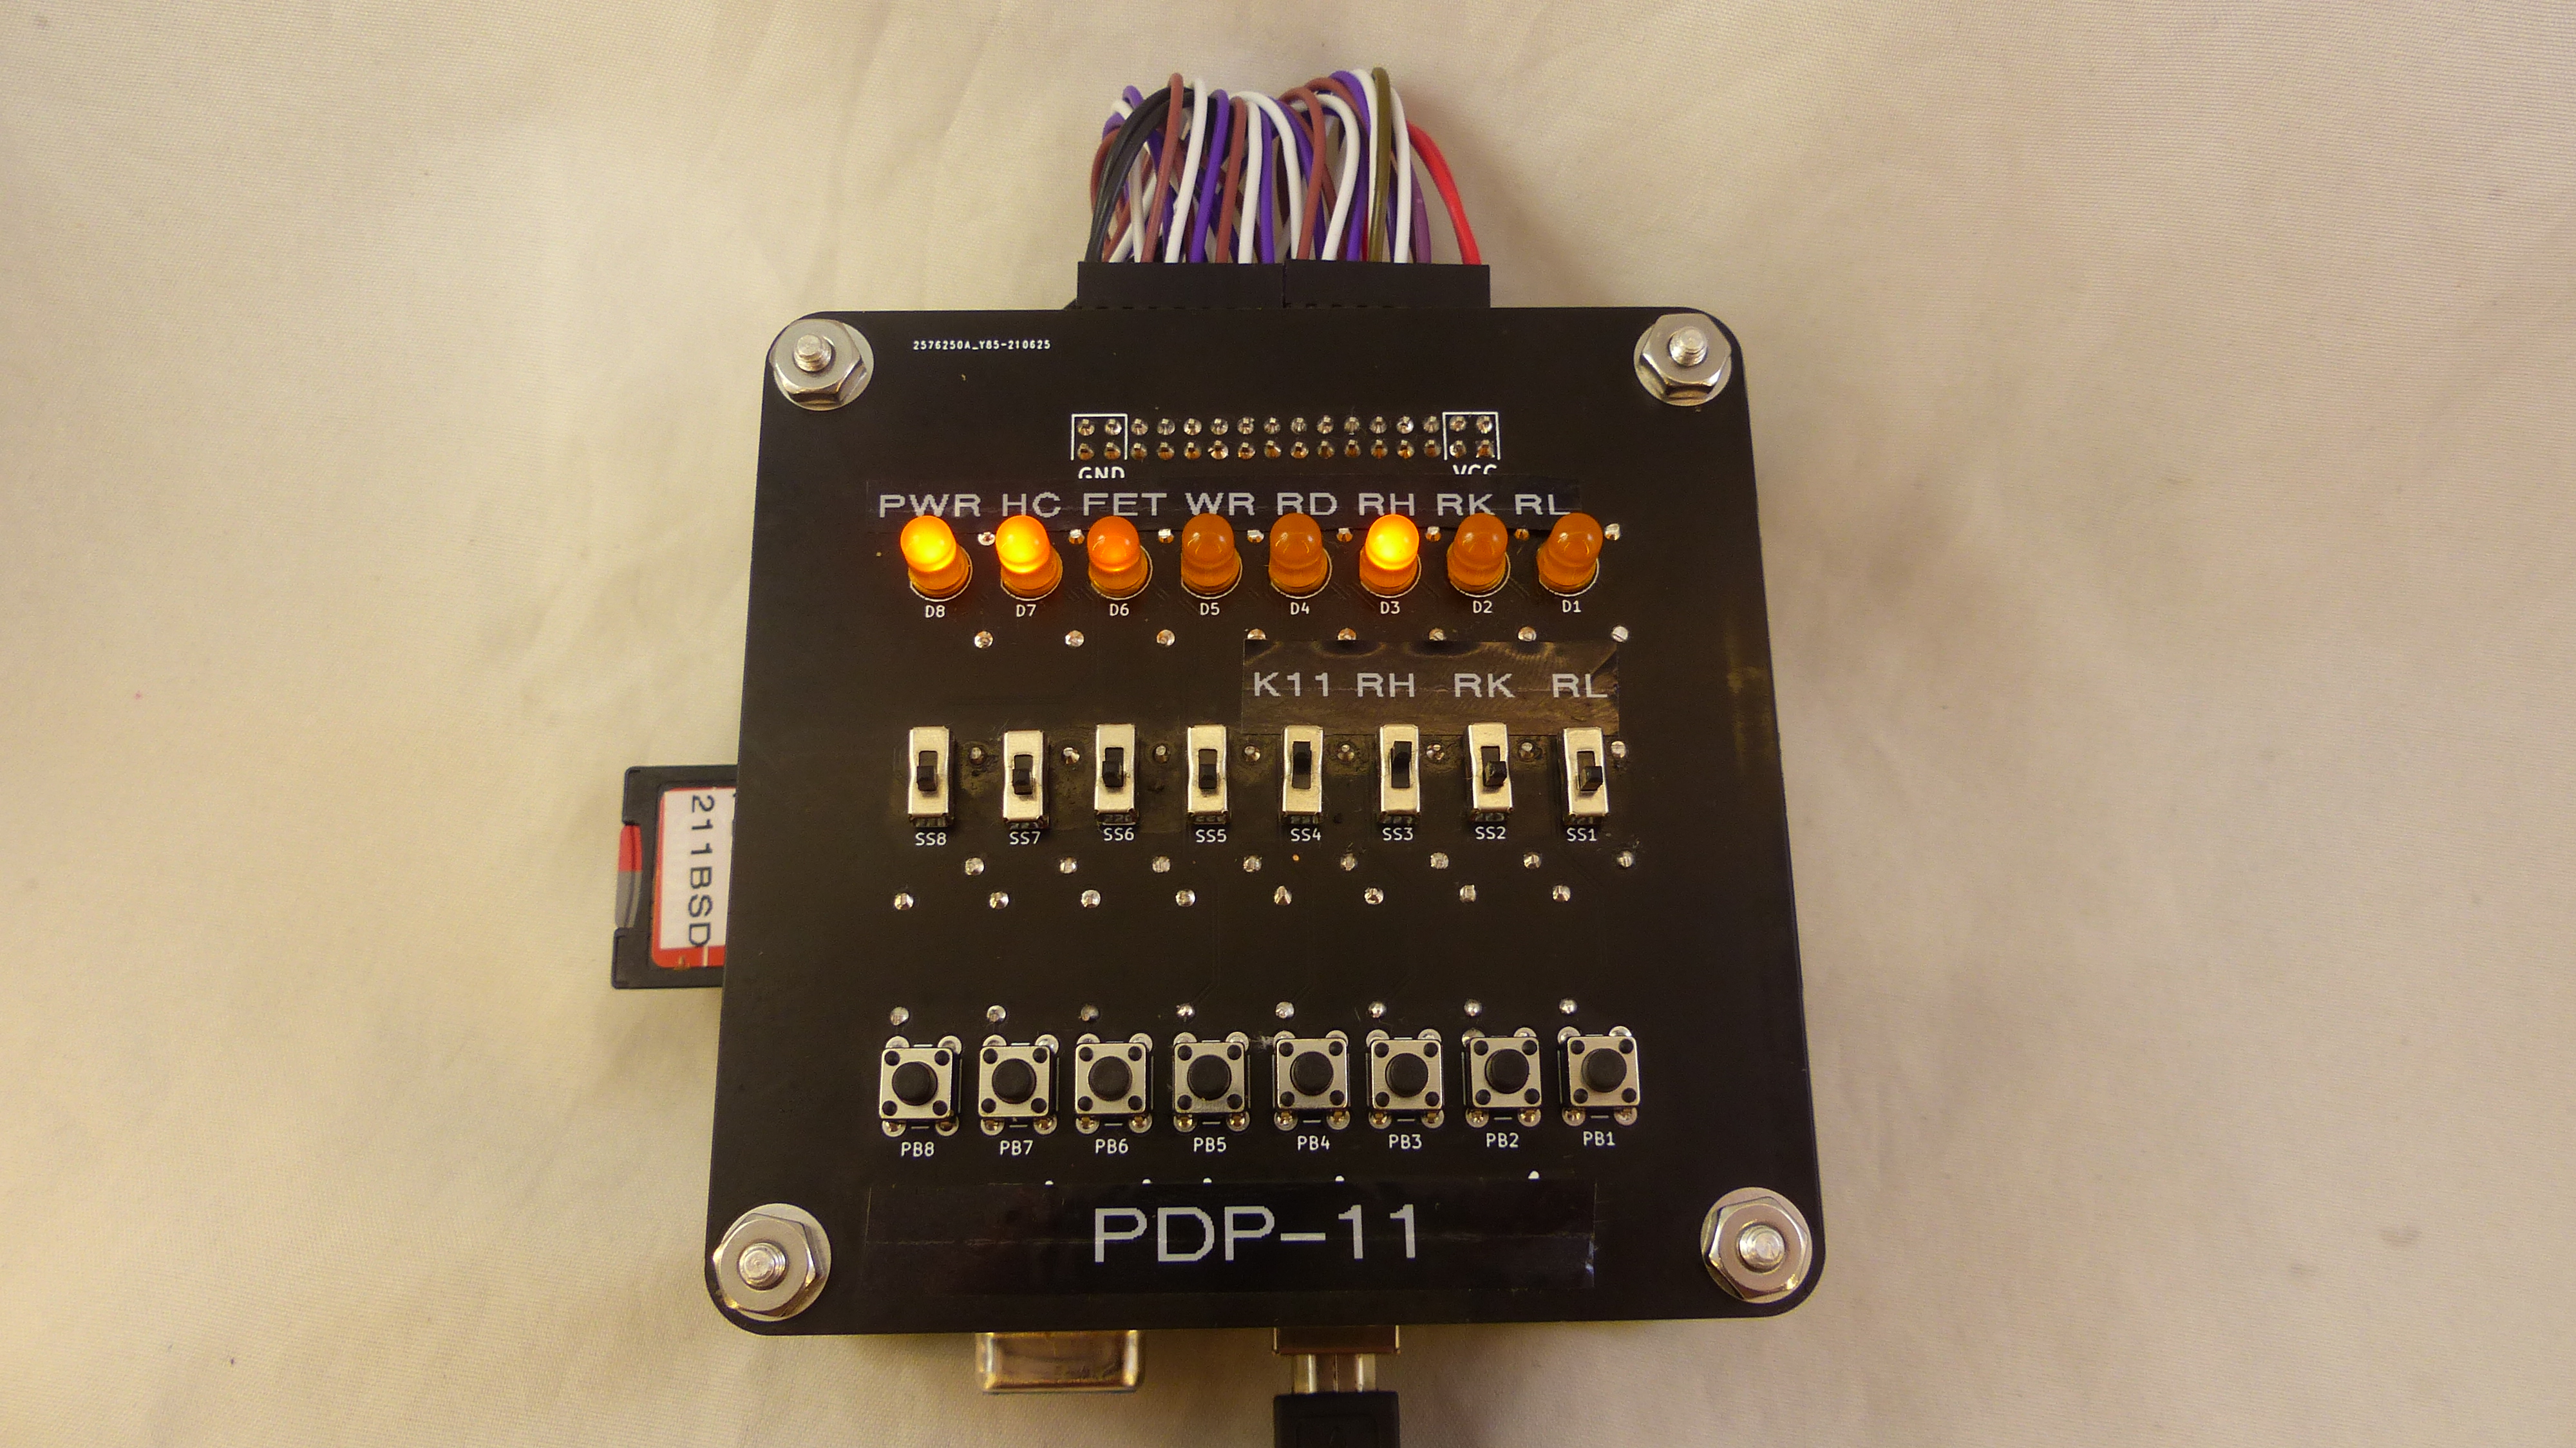 2576250A_Y85-210625
GND VCC
PWR HC FET WR RD RH RK RL
D8 D7 D6 D5 D4 D3 D2 D1
K11 RH RK RL
SS8 SS7 SS6 SS5 SS4 SS3 SS2 SS1
211BSD
PB8 PB7 PB6 PB5 PB4 PB3 PB2 PB1
PDP-11